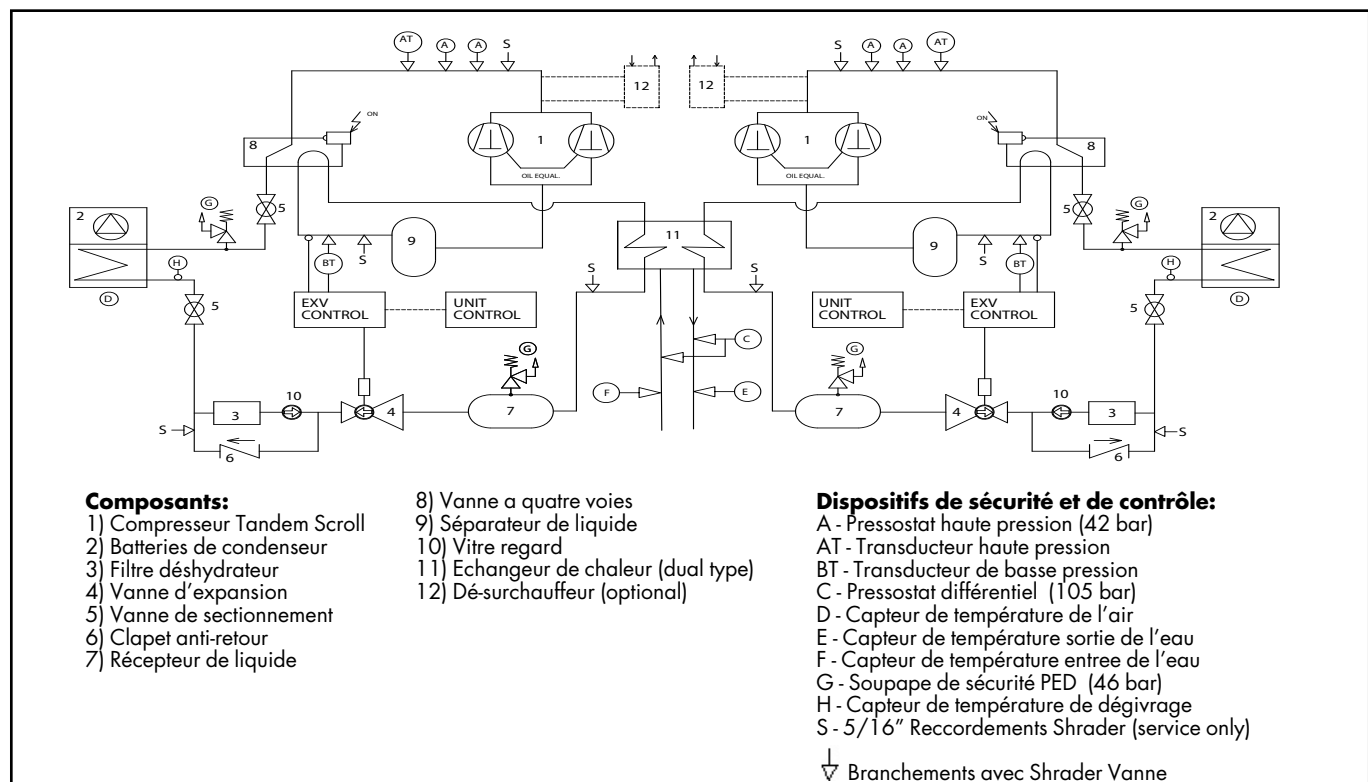 AT A A S S A A AT
12 12
ON ON
8 1 1 8
OIL EQUAL. OIL EQUAL.
G 5 5 G
2 9 11 9 2
H BT S S S S BT H
D D
5 EXV CONTROL UNIT CONTROL UNIT CONTROL EXV CONTROL 5
G C G
F E
3 10 4 7 7 4 10 3
S S
6 6
Composants:
1) Compresseur Tandem Scroll
2) Batteries de condenseur
3) Filtre déshydrateur
4) Vanne d’expansion
5) Vanne de sectionnement
6) Clapet anti-retour
7) Récepteur de liquide
8) Vanne a quatre voies
9) Séparateur de liquide
10) Vitre regard
11) Echangeur de chaleur (dual type)
12) Dé-surchauffeur (optional)
Dispositifs de sécurité et de contrôle:
A - Pressostat haute pression (42 bar)
AT - Transducteur haute pression
BT - Transducteur de basse pression
C - Pressostat différentiel (105 bar)
D - Capteur de température de l’air
E - Capteur de température sortie de l’eau
F - Capteur de température entree de l’eau
G - Soupape de sécurité PED (46 bar)
H - Capteur de température de dégivrage
S - 5/16” Reccordements Shrader (service only)
Branchements avec Shrader Vanne